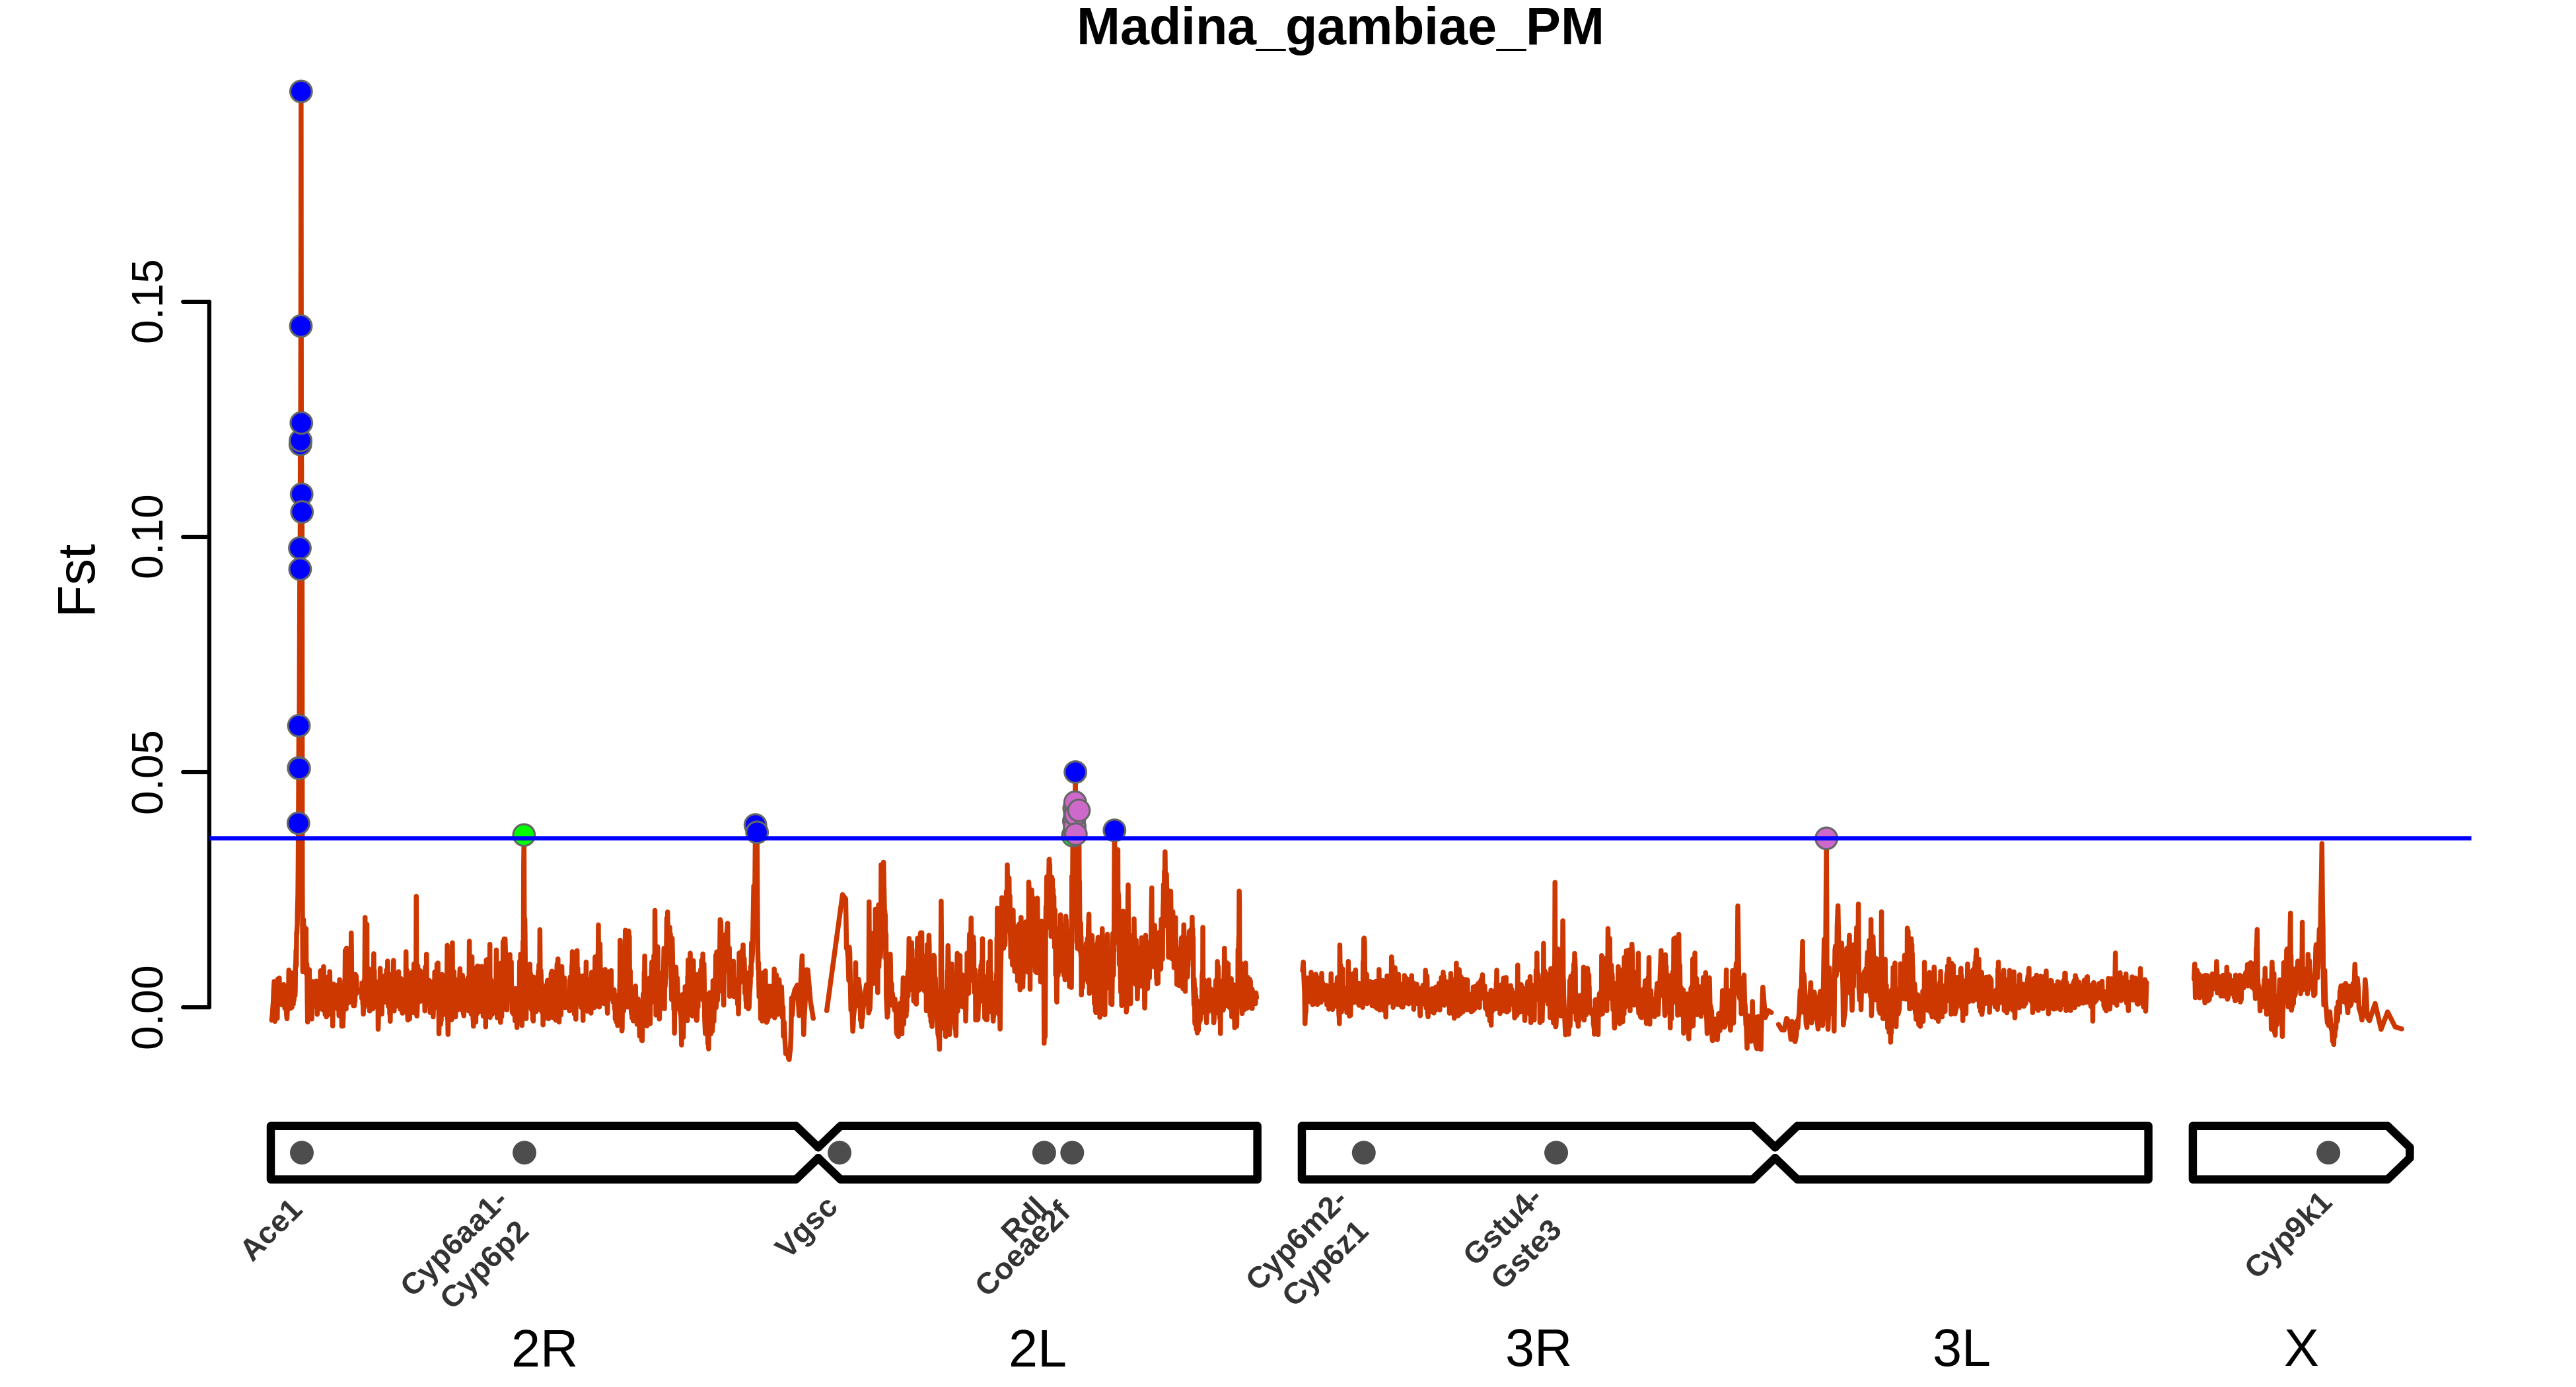 Madina_gambiae_PM
Fst
0.15
0.10
0.05
0.00
Ace1
Cyp6aa1-
Cyp6p2
Vgsc
Rdl
Coeae2f
Cyp6m2-
Cyp6z1
Gstu4-
Gste3
Cyp9k1
2R
2L
3R
3L
X